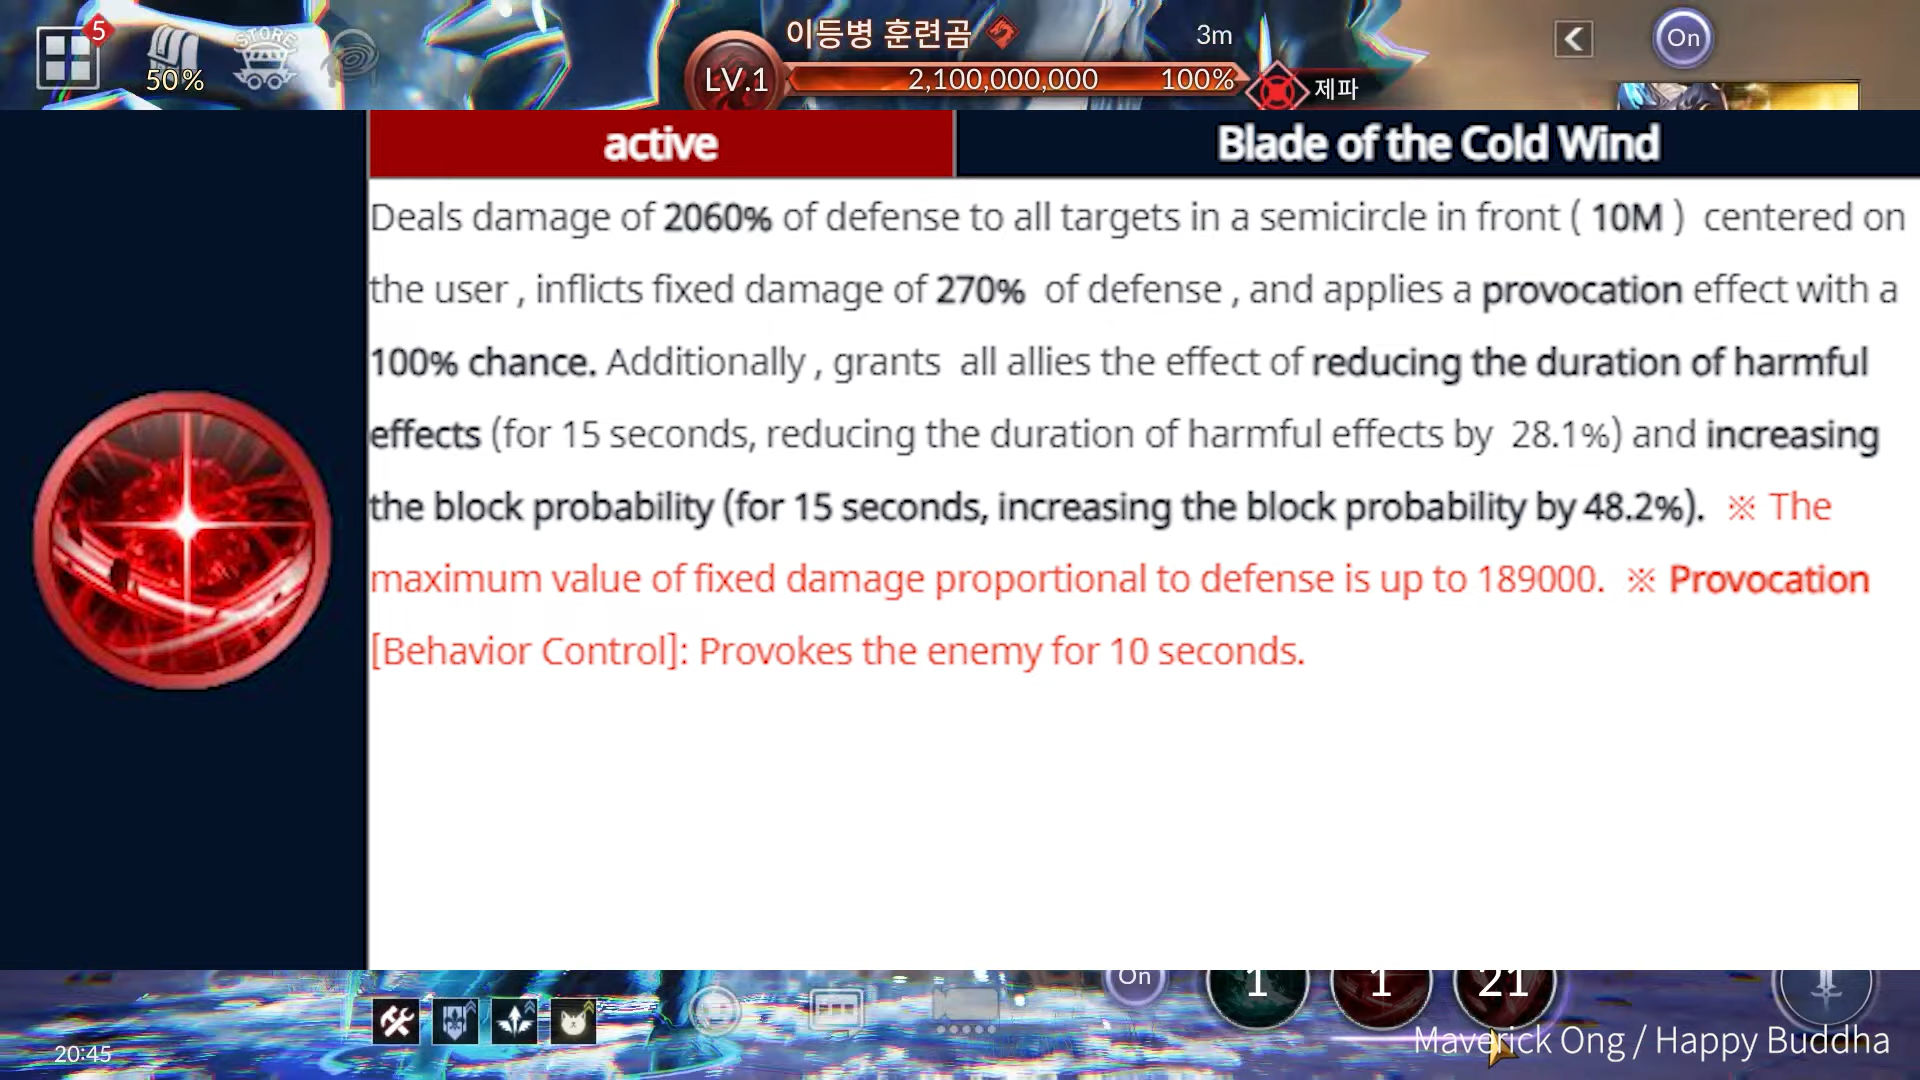 5
50%
STORE
LV.1
이등병 훈련곰
3m
2,100,000,000 100%
제파
On
active
Blade of the Cold Wind
Deals damage of 2060% of defense to all targets in a semicircle in front ( 10M ) centered on
the user , inflicts fixed damage of 270% of defense , and applies a provocation effect with a
100% chance. Additionally , grants all allies the effect of reducing the duration of harmful
effects (for 15 seconds, reducing the duration of harmful effects by 28.1%) and increasing
the block probability (for 15 seconds, increasing the block probability by 48.2%). ※ The
maximum value of fixed damage proportional to defense is up to 189000. ※ Provocation
[Behavior Control]: Provokes the enemy for 10 seconds.
On
1
1
21
20:45
Maverick Ong / Happy Buddha